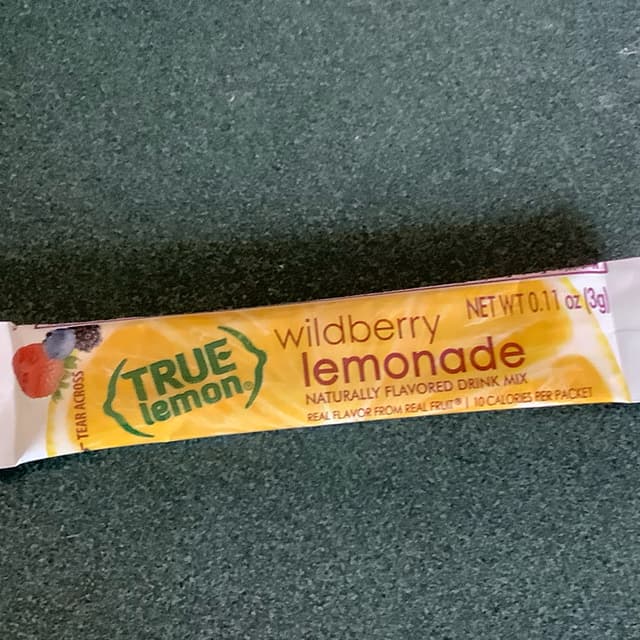 TEAR ACROSS
TRUE
lemon®
wildberry
lemonade
NATURALLY FLAVORED DRINK MIX
REAL FLAVOR FROM REAL FRUIT® | 10 CALORIES PER PACKET
NET WT 0.11 oz (3g)